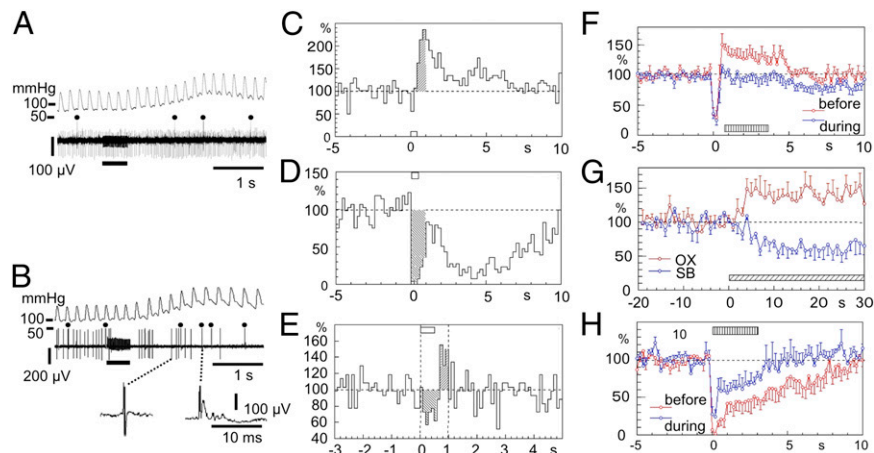 A
mmHg
100
50
100 µV
1 s
B
mmHg
100
50
200 µV
1 s
100 µV
10 ms
C
%
200
150
100
50
0
-5 0 5 s 10
D
%
150
100
50
0
-5 0 5 s 10
E
%
160
140
120
100
80
60
40
-3 -2 -1 0 1 2 3 4 s
F
%
150
100
50
0
before
during
-5 0 5 s 10
G
%
150
100
50
0
OX
SB
-20 -10 0 10 20 s 30
H
%
10
100
50
0
before
during
-5 0 5 s 10